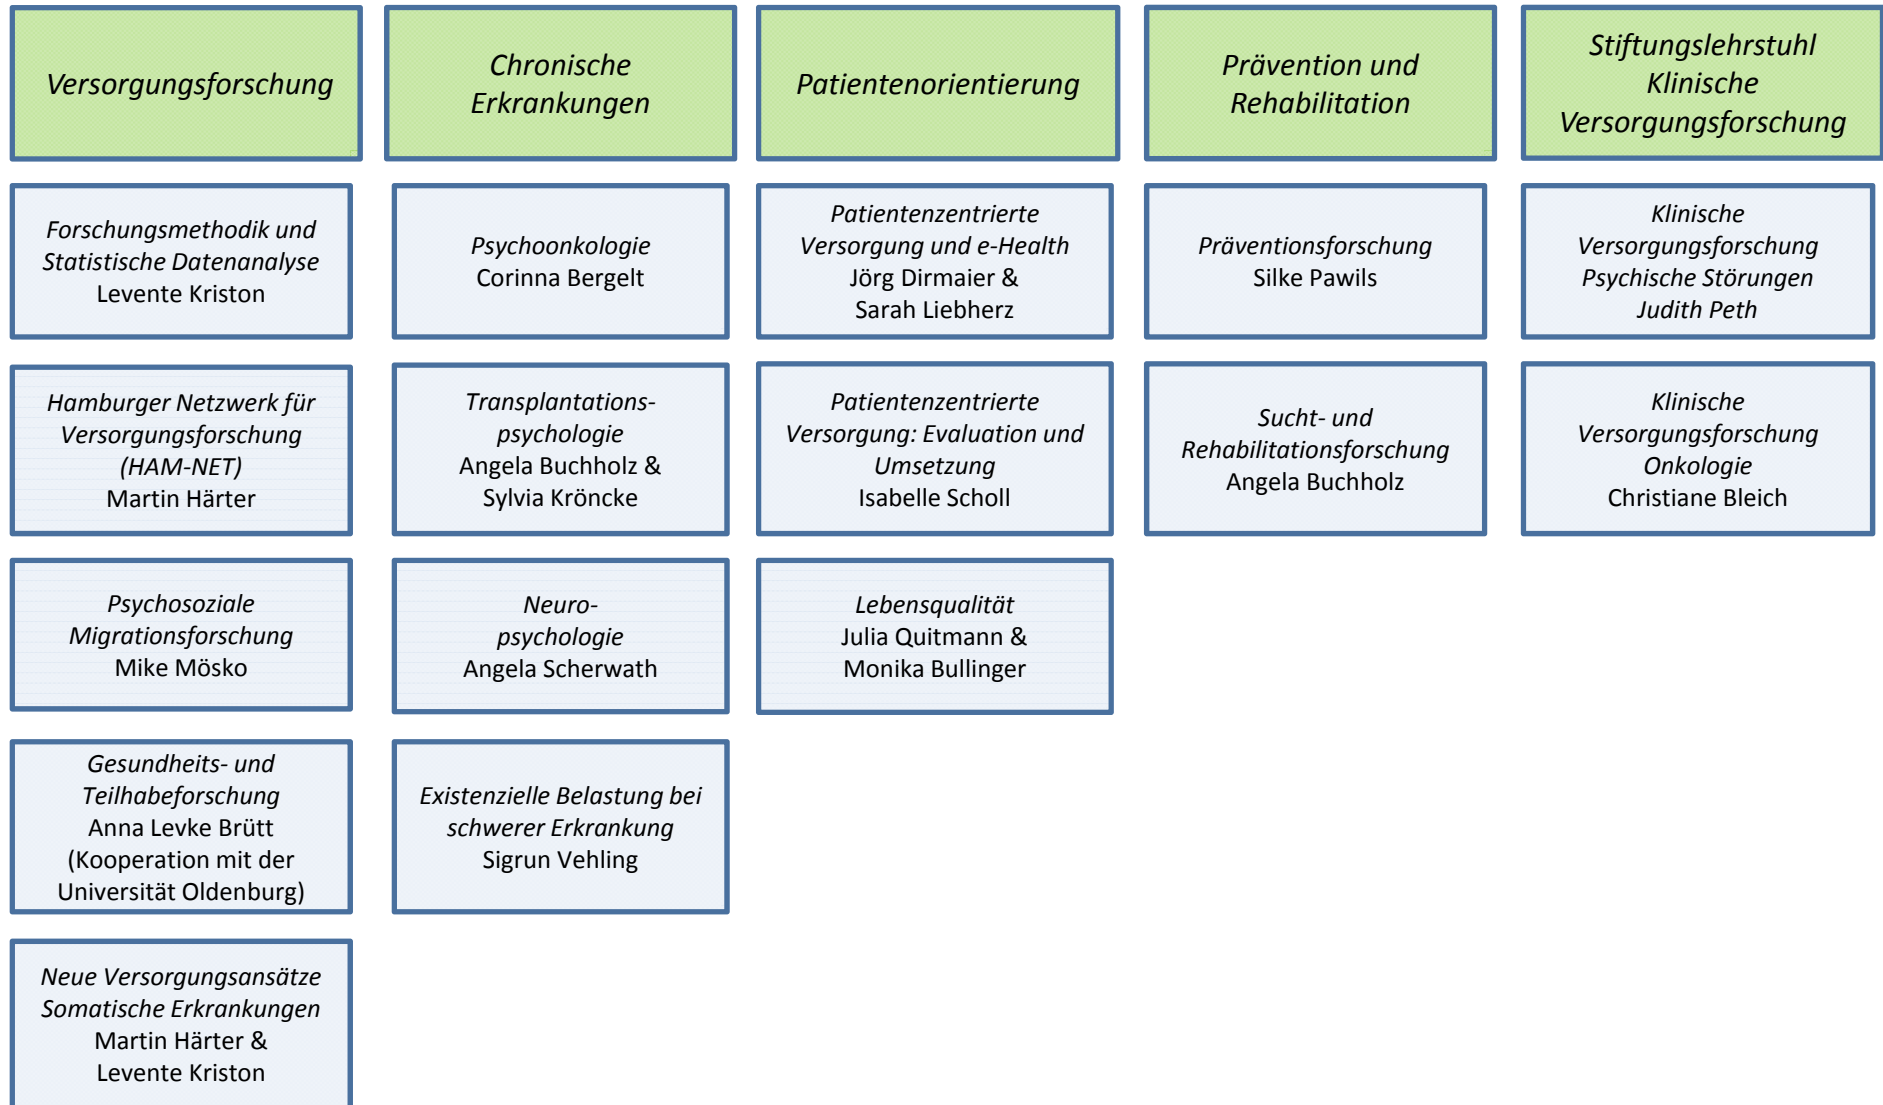 Versorgungsforschung
Chronische
Erkrankungen
Patientenorientierung
Prävention und
Rehabilitation
Stiftungslehrstuhl
Klinische
Versorgungsforschung
Forschungsmethodik und
Statistische Datenanalyse
Levente Kriston
Psychoonkologie
Corinna Bergelt
Patientenzentrierte
Versorgung und e-Health
Jörg Dirmaier &
Sarah Liebherz
Präventionsforschung
Silke Pawils
Klinische
Versorgungsforschung
Psychische Störungen
Judith Peth
Hamburger Netzwerk für
Versorgungsforschung
(HAM-NET)
Martin Härter
Transplantations-
psychologie
Angela Buchholz &
Sylvia Kröncke
Patientenzentrierte
Versorgung: Evaluation und
Umsetzung
Isabelle Scholl
Sucht- und
Rehabilitationsforschung
Angela Buchholz
Klinische
Versorgungsforschung
Onkologie
Christiane Bleich
Psychosoziale
Migrationsforschung
Mike Mösko
Neuro-
psychologie
Angela Scherwath
Lebensqualität
Julia Quitmann &
Monika Bullinger
Gesundheits- und
Teilhabeforschung
Anna Levke Brütt
(Kooperation mit der
Universität Oldenburg)
Existenzielle Belastung bei
schwerer Erkrankung
Sigrun Vehling
Neue Versorgungsansätze
Somatische Erkrankungen
Martin Härter &
Levente Kriston